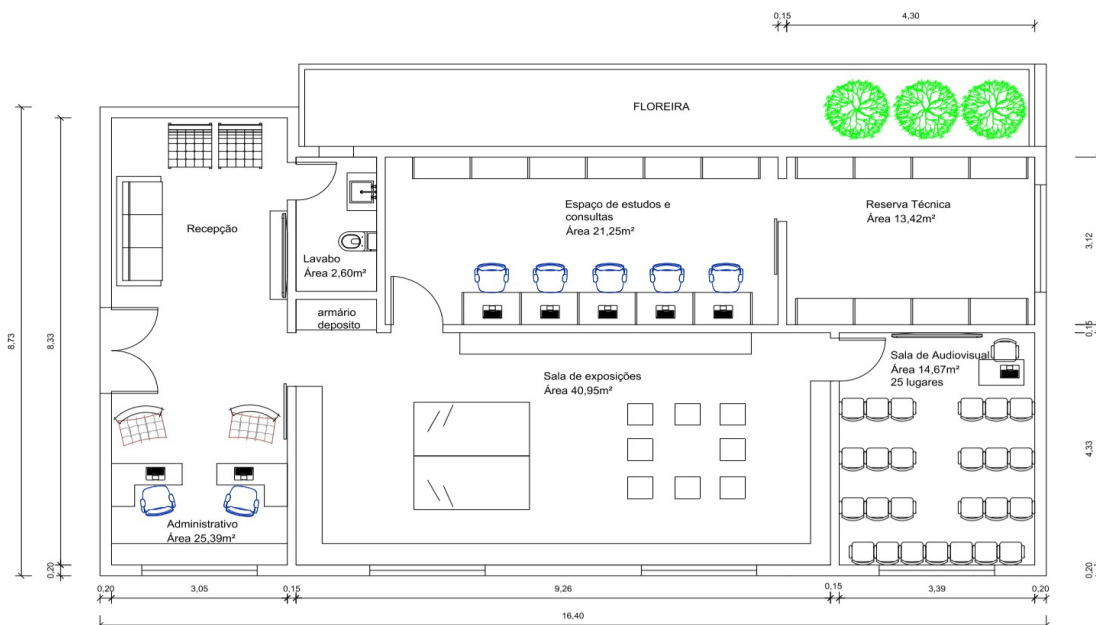 0,15
4,30
FLOREIRA
Recepção
Espaço de estudos e
consultas
Área 21,25m²
Reserva Técnica
Área 13,42m²
3,12
Lavabo
Área 2,60m²
armário
deposito
8,73
8,33
0,15
Sala de Audiovisual
Área 14,67m²
25 lugares
Sala de exposições
Área 40,95m²
4,33
Administrativo
Área 25,39m²
0,20
0,20
0,20
3,05
0,15
9,26
0,15
3,39
0,20
16,40